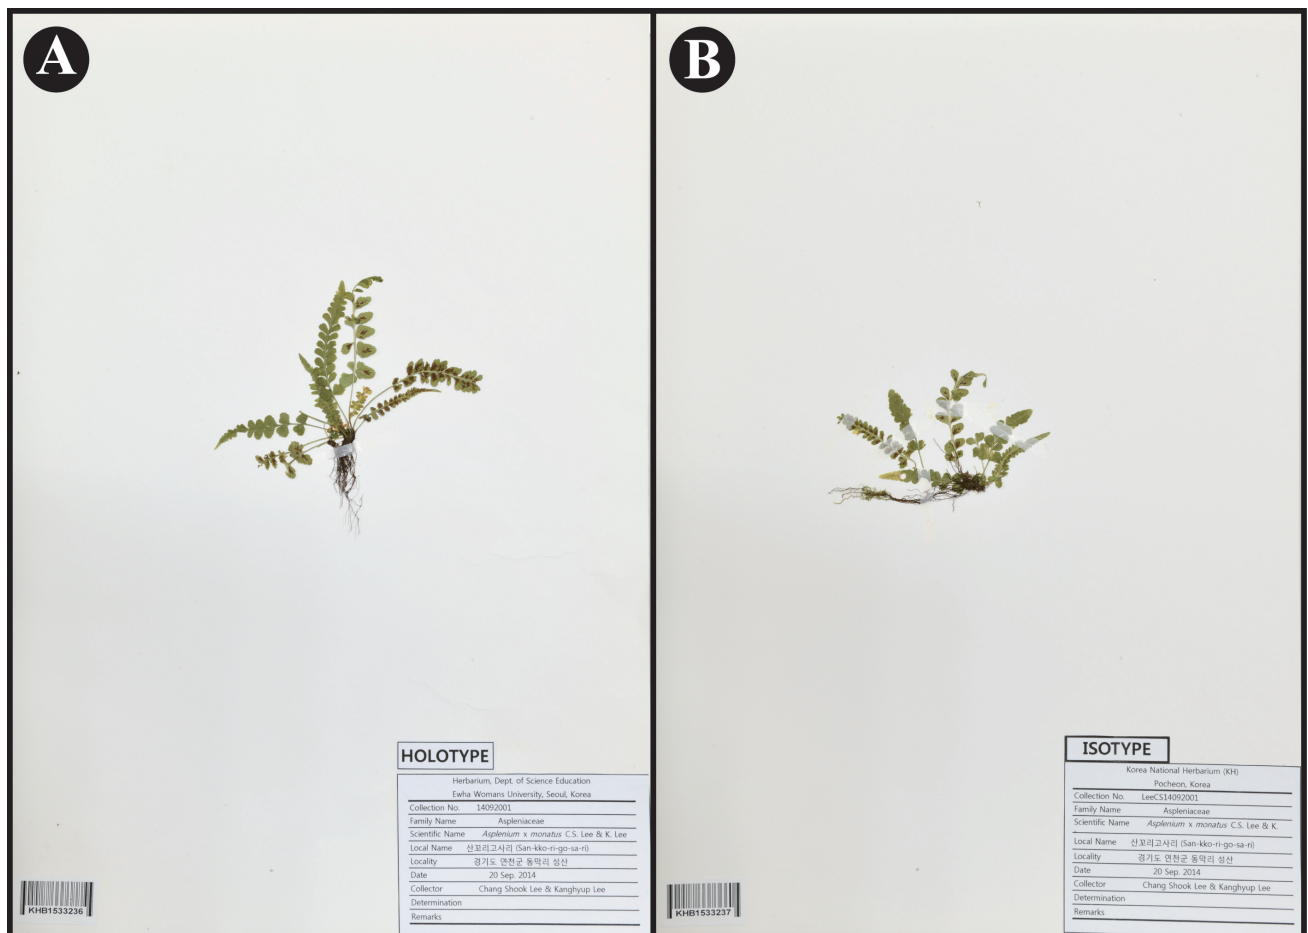 A
HOLOTYPE
Herbarium, Dept. of Science Education
Ewha Womans University, Seoul, Korea
Collection No. 14092001
Family Name Aspleniaceae
Scientific Name Asplenium x monatus C.S. Lee & K. Lee
Local Name 산꼬리고사리 (San-kko-ri-go-sa-ri)
Locality 경기도 연천군 동막리 성산
Date 20 Sep. 2014
Collector Chang Shook Lee & Kanghyup Lee
Determination
Remarks
KHB1533236
B
ISOTYPE
Korea National Herbarium (KH)
Pocheon, Korea
Collection No. LeeCS14092001
Family Name Aspleniaceae
Scientific Name Asplenium x monatus C.S. Lee & K.
Local Name 산꼬리고사리 (San-kko-ri-go-sa-ri)
Locality 경기도 연천군 동막리 성산
Date 20 Sep. 2014
Collector Chang Shook Lee & Kanghyup Lee
Determination
Remarks
KHB1533237